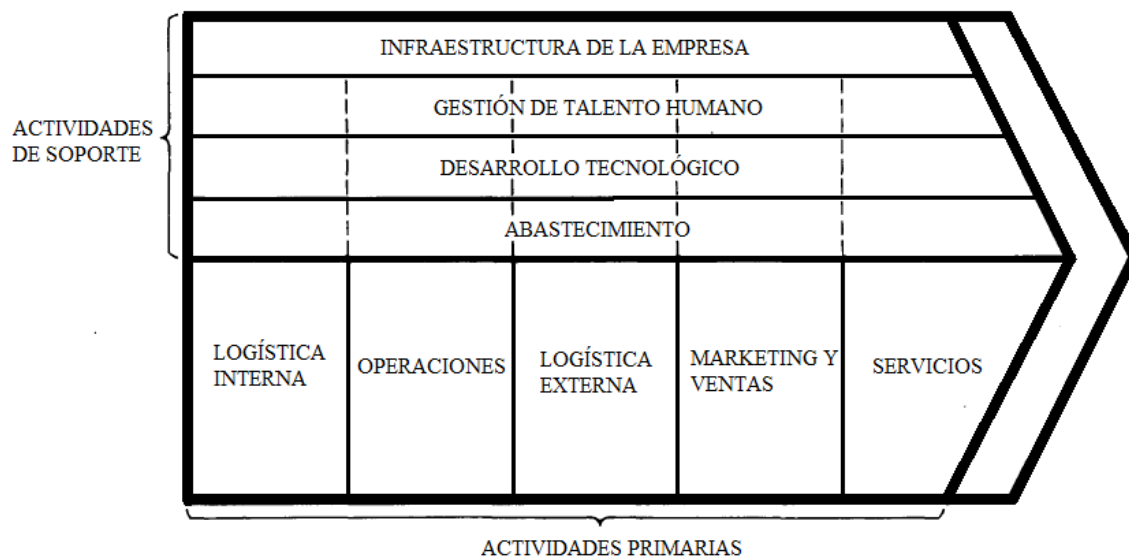 INFRAESTRUCTURA DE LA EMPRESA
GESTIÓN DE TALENTO HUMANO
ACTIVIDADES
DE SOPORTE
DESARROLLO TECNOLÓGICO
ABASTECIMIENTO
LOGÍSTICA
INTERNA
OPERACIONES
LOGÍSTICA
EXTERNA
MARKETING Y
VENTAS
SERVICIOS
ACTIVIDADES PRIMARIAS